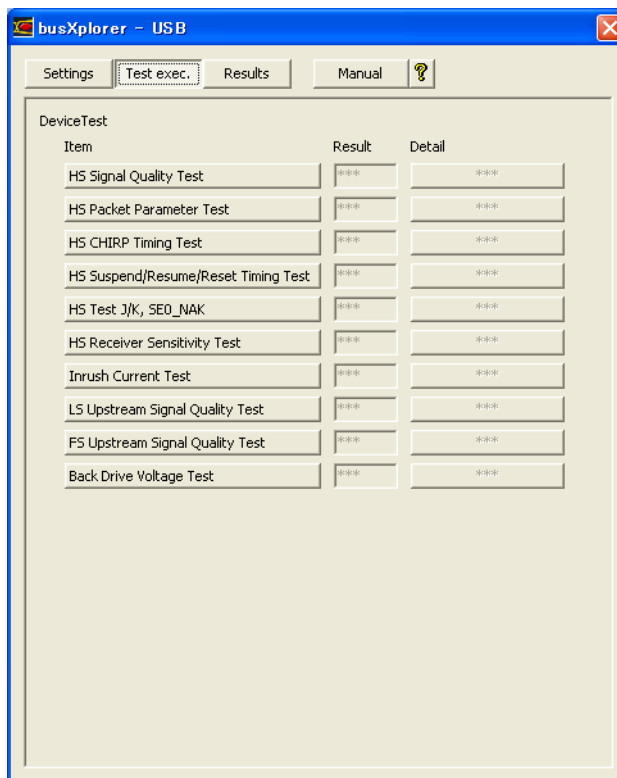 busXplorer - USB
Settings Test exec. Results Manual ?
DeviceTest
Item Result Detail
HS Signal Quality Test *** ***
HS Packet Parameter Test *** ***
HS CHIRP Timing Test *** ***
HS Suspend/Resume/Reset Timing Test *** ***
HS Test J/K, SE0_NAK *** ***
HS Receiver Sensitivity Test *** ***
Inrush Current Test *** ***
LS Upstream Signal Quality Test *** ***
FS Upstream Signal Quality Test *** ***
Back Drive Voltage Test *** ***